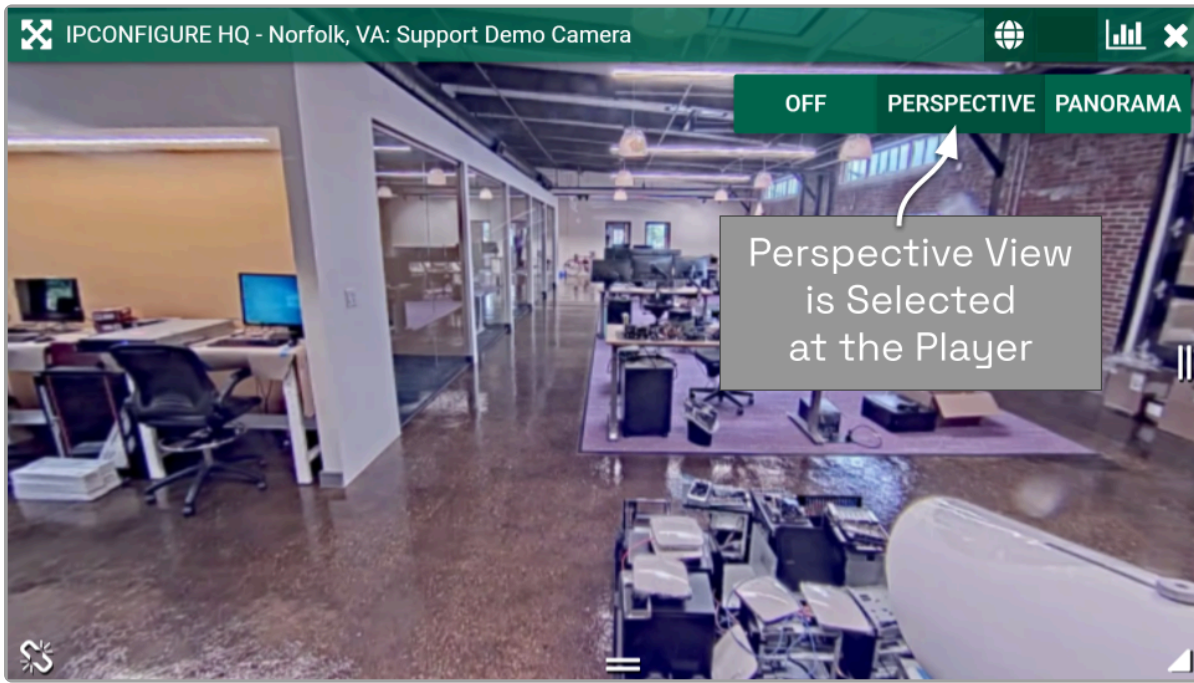 IPCONFIGURE HQ - Norfolk, VA: Support Demo Camera
OFF PERSPECTIVE PANORAMA
Perspective View
is Selected
at the Player